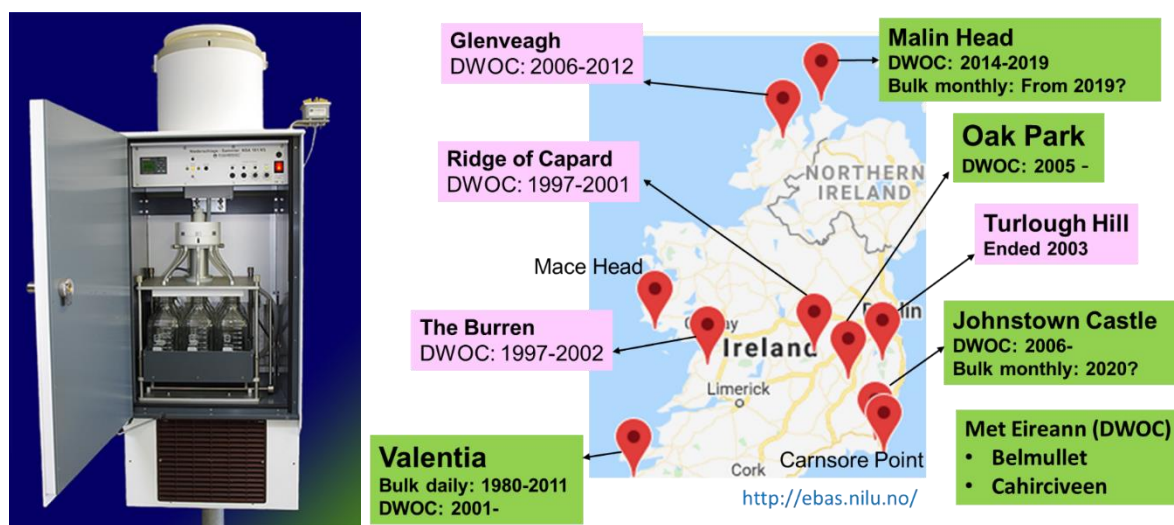 Glenveagh
DWOC: 2006-2012
Malin Head
DWOC: 2014-2019
Bulk monthly: From 2019?
Ridge of Capard
DWOC: 1997-2001
Oak Park
DWOC: 2005 -
NORTHERN
IRELAND
Turlough Hill
Ended 2003
Mace Head
The Burren
DWOC: 1997-2002
Ireland
Limerick
Johnstown Castle
DWOC: 2006-
Bulk monthly: 2020?
Valentia
Bulk daily: 1980-2011
DWOC: 2001-
Cork
Carnsore Point
Met Eireann (DWOC)
• Belmullet
• Cahirciveen
http://ebas.nilu.no/